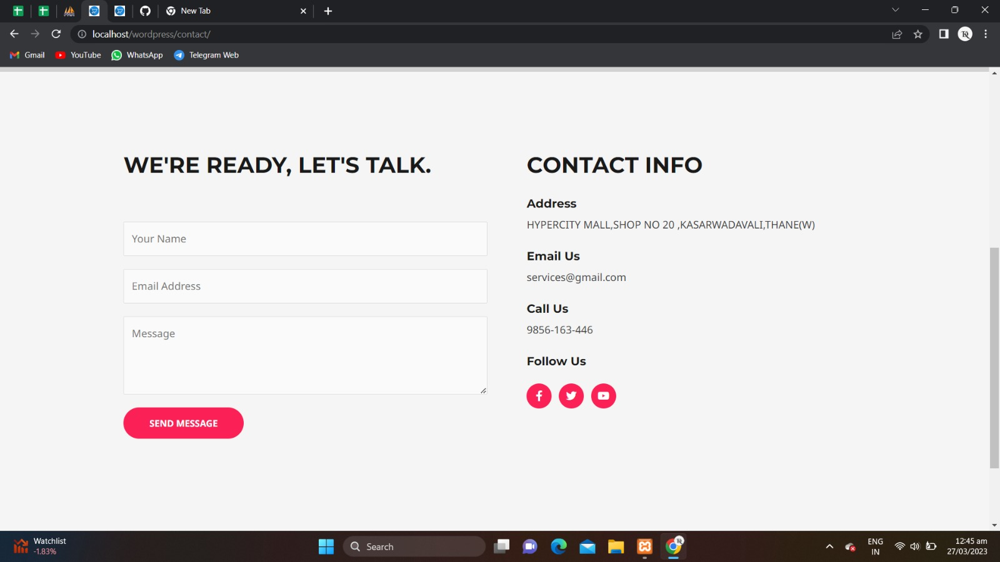 New Tab
localhost/wordpress/contact/
Gmail YouTube WhatsApp Telegram Web
WE'RE READY, LET'S TALK.
Your Name
Email Address
Message
SEND MESSAGE
CONTACT INFO
Address
HYPERCITY MALL,SHOP NO 20 ,KASARWADAVALI,THANE(W)
Email Us
services@gmail.com
Call Us
9856-163-446
Follow Us
Watchlist
-1.83%
Search
ENG
IN
12:45 am
27/03/2023